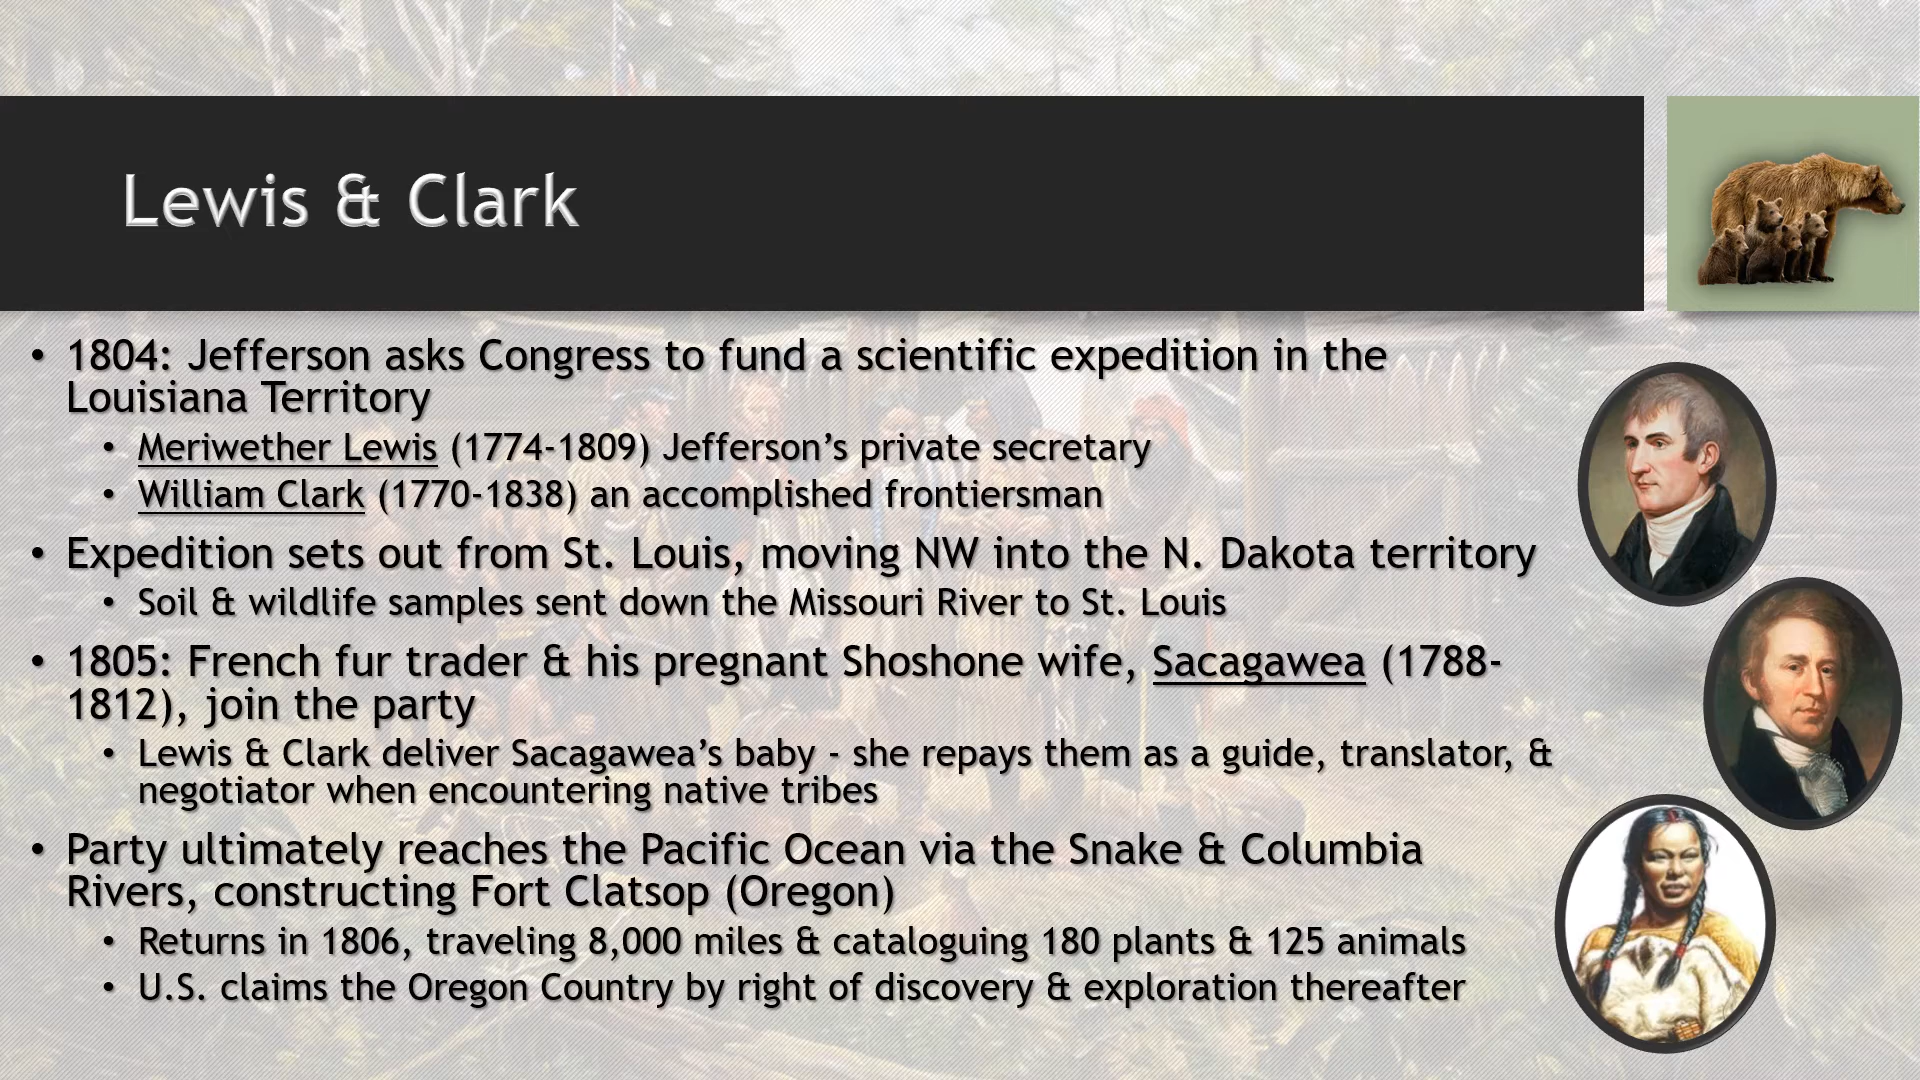 Lewis & Clark
• 1804: Jefferson asks Congress to fund a scientific expedition in the
Louisiana Territory
• Meriwether Lewis (1774-1809) Jefferson’s private secretary
• William Clark (1770-1838) an accomplished frontiersman
• Expedition sets out from St. Louis, moving NW into the N. Dakota territory
• Soil & wildlife samples sent down the Missouri River to St. Louis
• 1805: French fur trader & his pregnant Shoshone wife, Sacagawea (1788-
1812), join the party
• Lewis & Clark deliver Sacagawea’s baby - she repays them as a guide, translator, &
negotiator when encountering native tribes
• Party ultimately reaches the Pacific Ocean via the Snake & Columbia
Rivers, constructing Fort Clatsop (Oregon)
• Returns in 1806, traveling 8,000 miles & cataloguing 180 plants & 125 animals
• U.S. claims the Oregon Country by right of discovery & exploration thereafter